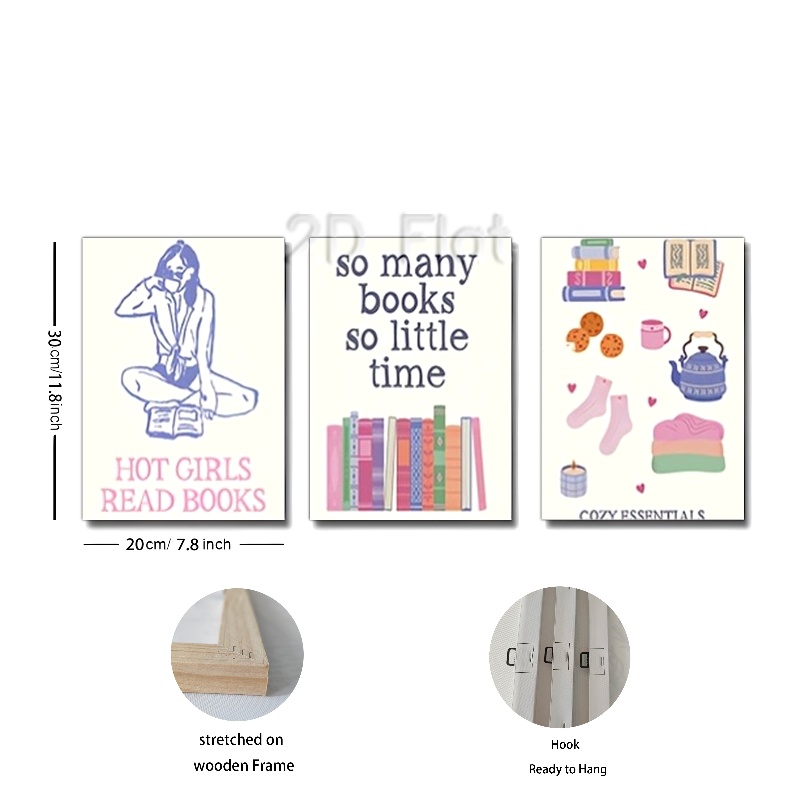 2D Flat
so many
books
so little
time
HOT GIRLS
READ BOOKS
COZY ESSENTIALS
30cm/11.8inch
20cm/ 7.8 inch
stretched on
wooden Frame
Hook
Ready to Hang